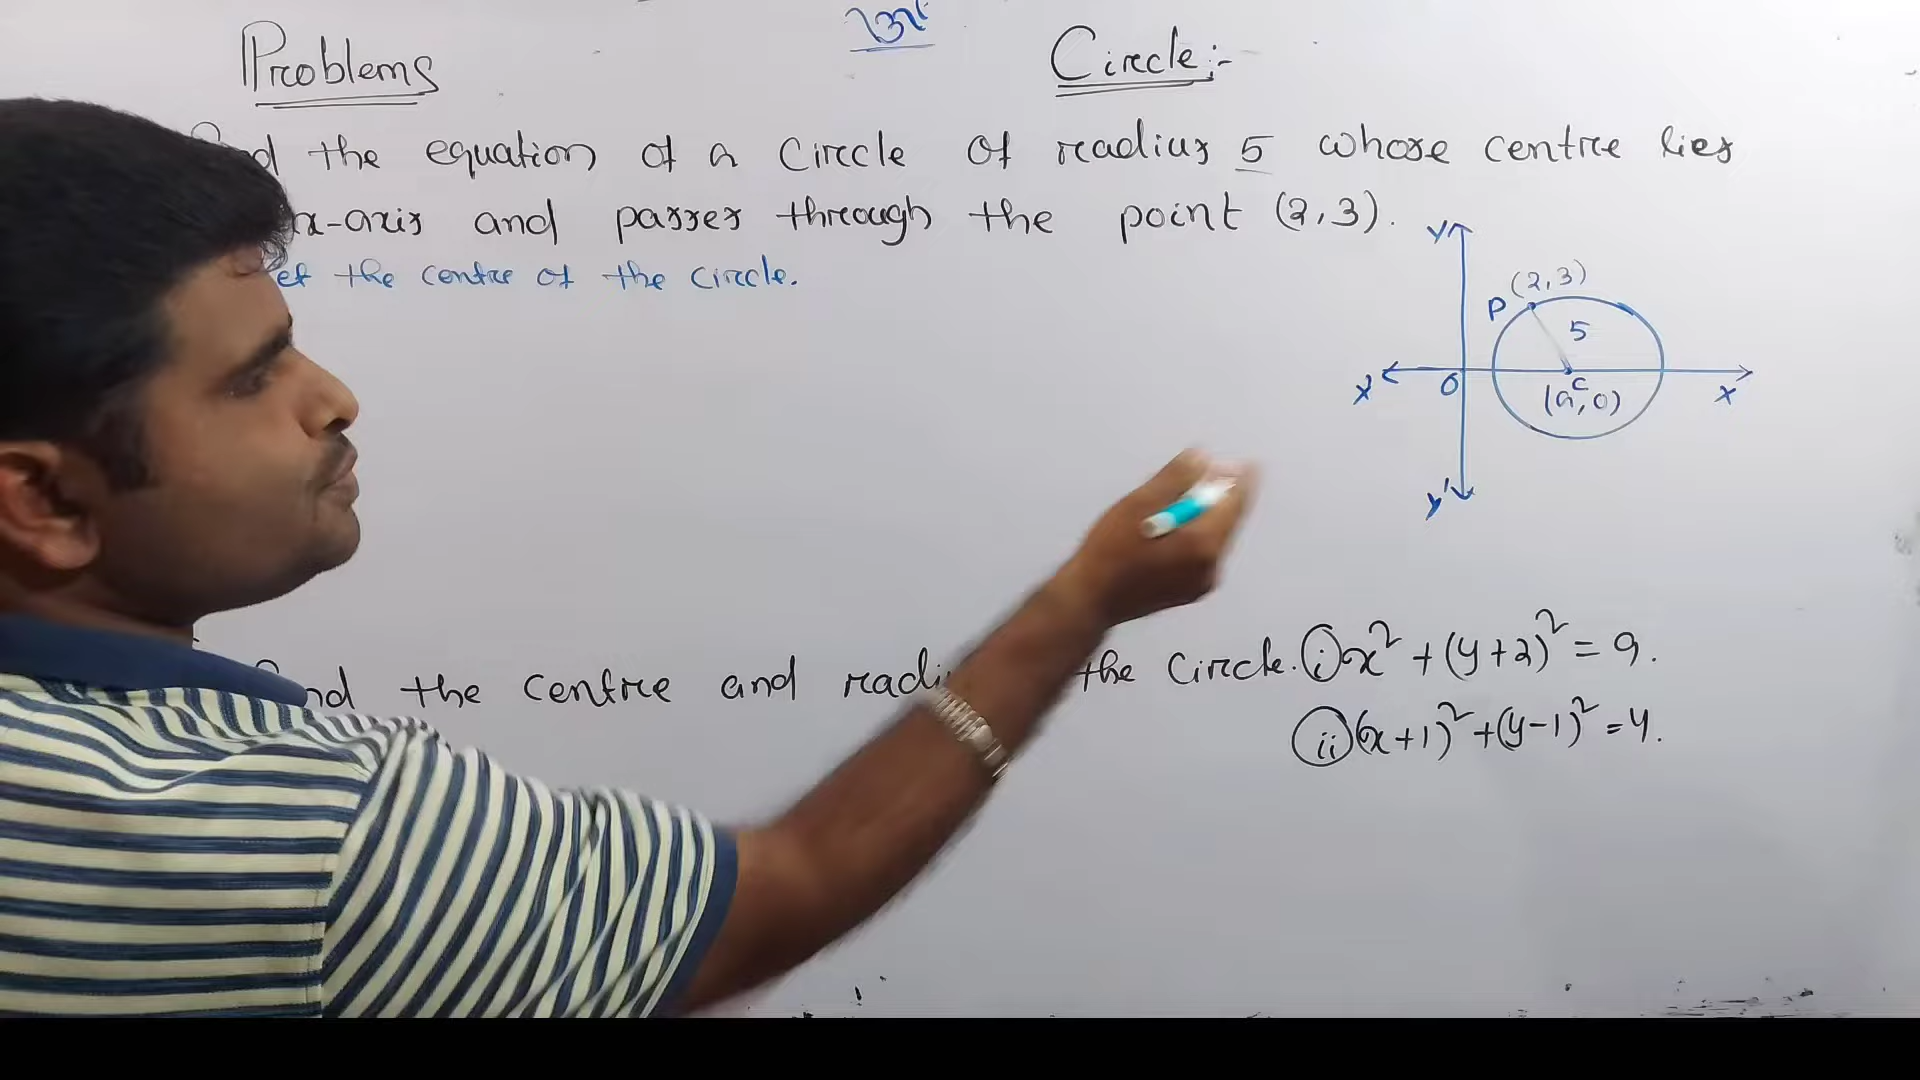 Problems
Circle:-
the equation of a Circle of radius 5 whose centre lies
x-axis and passes through the point (2,3).
the centre of the circle.
Y
(2,3)
P
5
X'
O
C
X
(a,0)
Y'
the centre and the Circle. (i) x² + (y+2)² = 9.
(ii) (x+1)² + (y-1)² = 4.